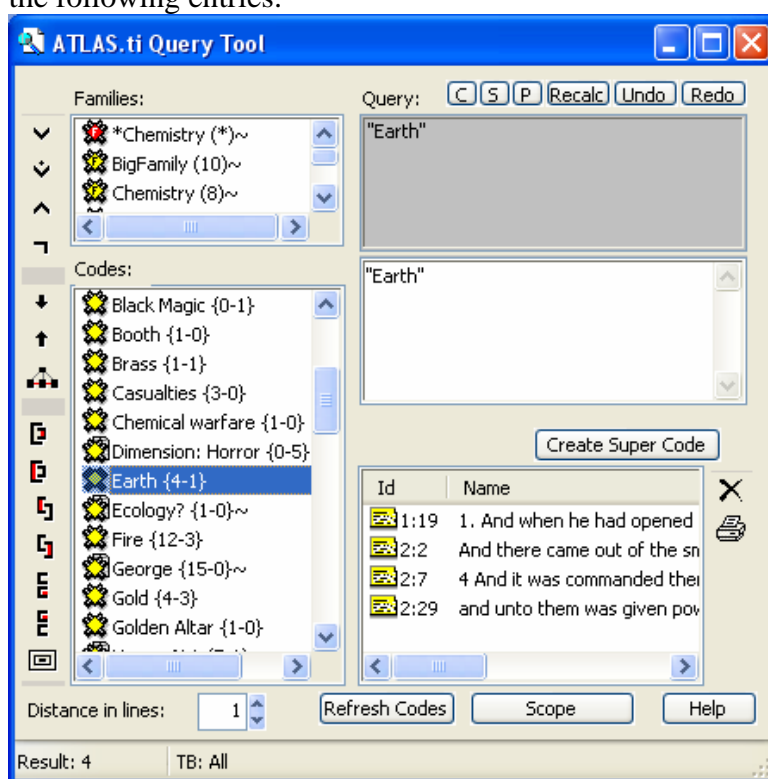 the following entries:
ATLAS.ti Query Tool
Families:
*Chemistry (*)~
BigFamily (10)~
Chemistry (8)~
Codes:
Black Magic {0-1}
Booth {1-0}
Brass {1-1}
Casualties {3-0}
Chemical warfare {1-0}
Dimension: Horror {0-5}
Earth {4-1}
Ecology? {1-0}~
Fire {12-3}
George {15-0}~
Gold {4-3}
Golden Altar {1-0}
Query: C S P Recalc Undo Redo
"Earth"
"Earth"
Create Super Code
Id Name
1:19 1. And when he had opened
2:2 And there came out of the sn
2:7 4 And it was commanded ther
2:29 and unto them was given pow
Distance in lines: 1 Refresh Codes Scope Help
Result: 4 TB: All